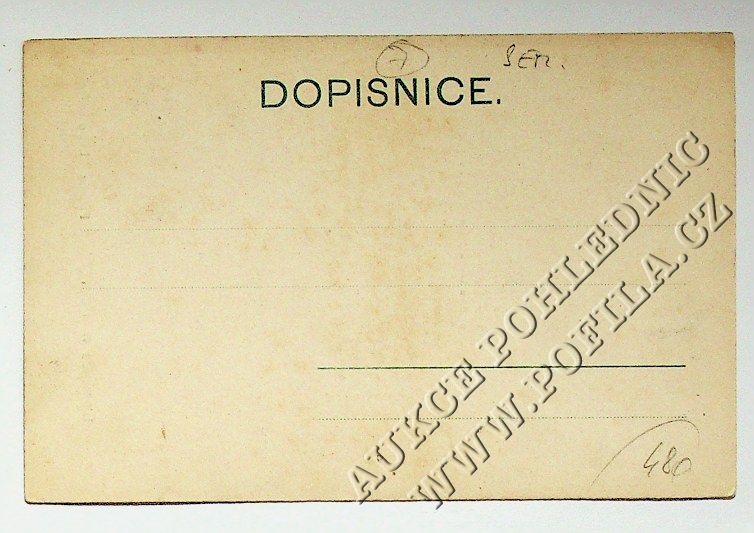 DOPISNICE.
AUKCE POHLEDNIC
WWW.POFILA.CZ
480